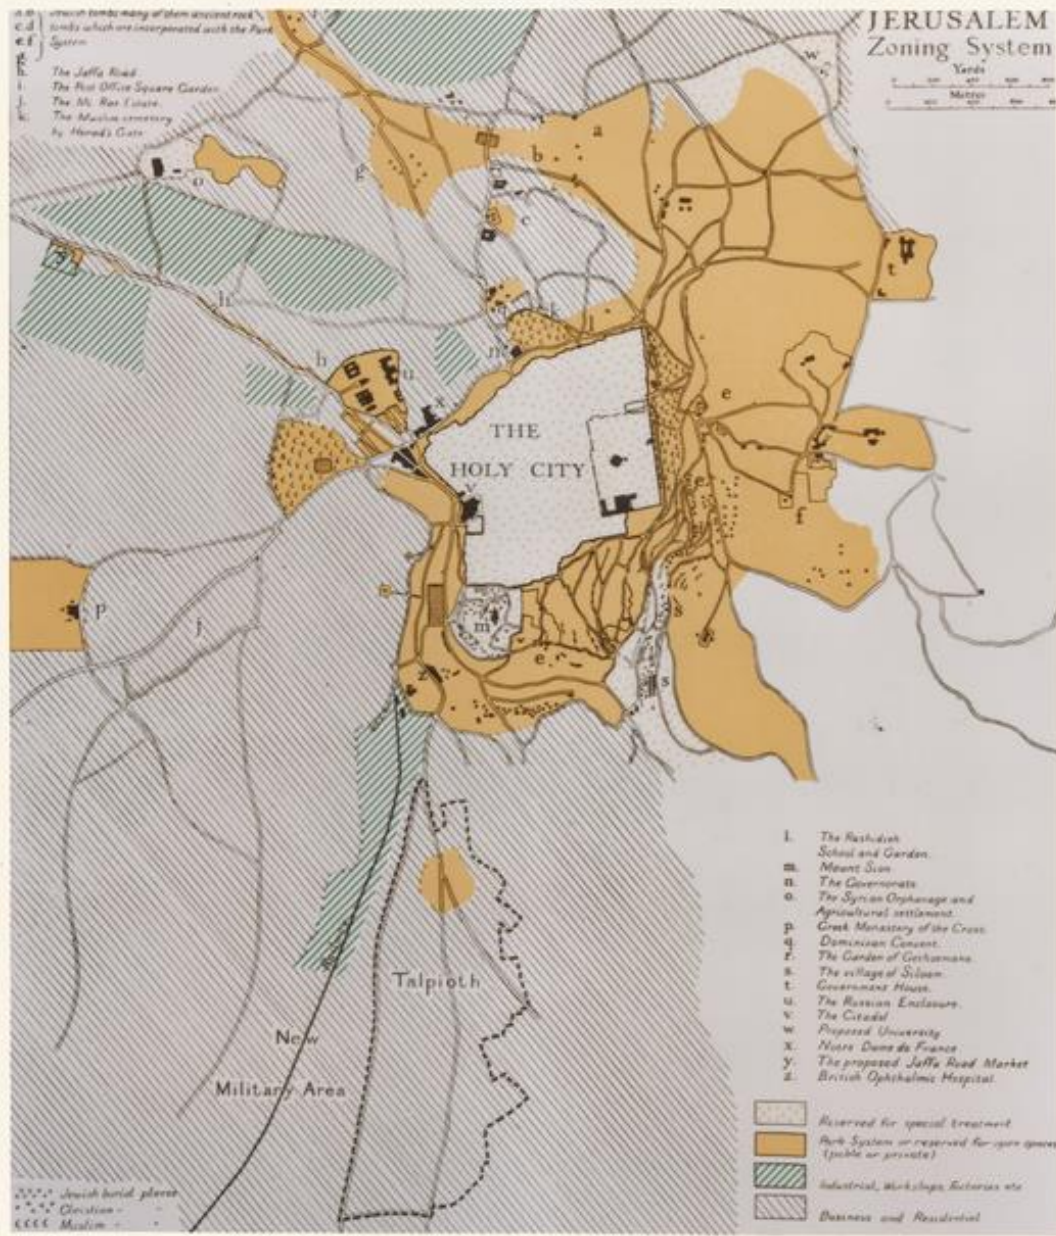 JERUSALEM
Zoning System
Yards
Metres
Jewish tombs many of them ancient rock
tombs which are incorporated with the Park
System
The Jaffa Road
i. The Post Office Square Garden
j. The Mt. Rae Estate.
k. The Muslim cemetery
by Herod's Gate
w
a
b
g
o
c
t
y
h
k
l
n
b
u
x
e
THE
HOLY CITY
v
e
f
p
j
m
s
e
z
s
Talpioth
New
Military Area
l. The Rashidieh
School and Garden.
m. Mount Sion
n. The Governorate
o. The Syrian Orphanage and
Agricultural settlement.
p. Greek Monastery of the Cross.
q. Dominican Convent.
r. The Garden of Gethsemane.
s. The village of Siloam
t. Government House.
u. The Russian Enclosure.
v. The Citadel
w. Proposed University
x. Notre Dame de France
y. The proposed Jaffa Road Market
z. British Ophthalmic Hospital
Reserved for special treatment
Park System or reserved for open spaces
(public or private)
Industrial, Workshops, Factories etc
Business and Residential
Jewish burial places
Christian - -
Muslim - -